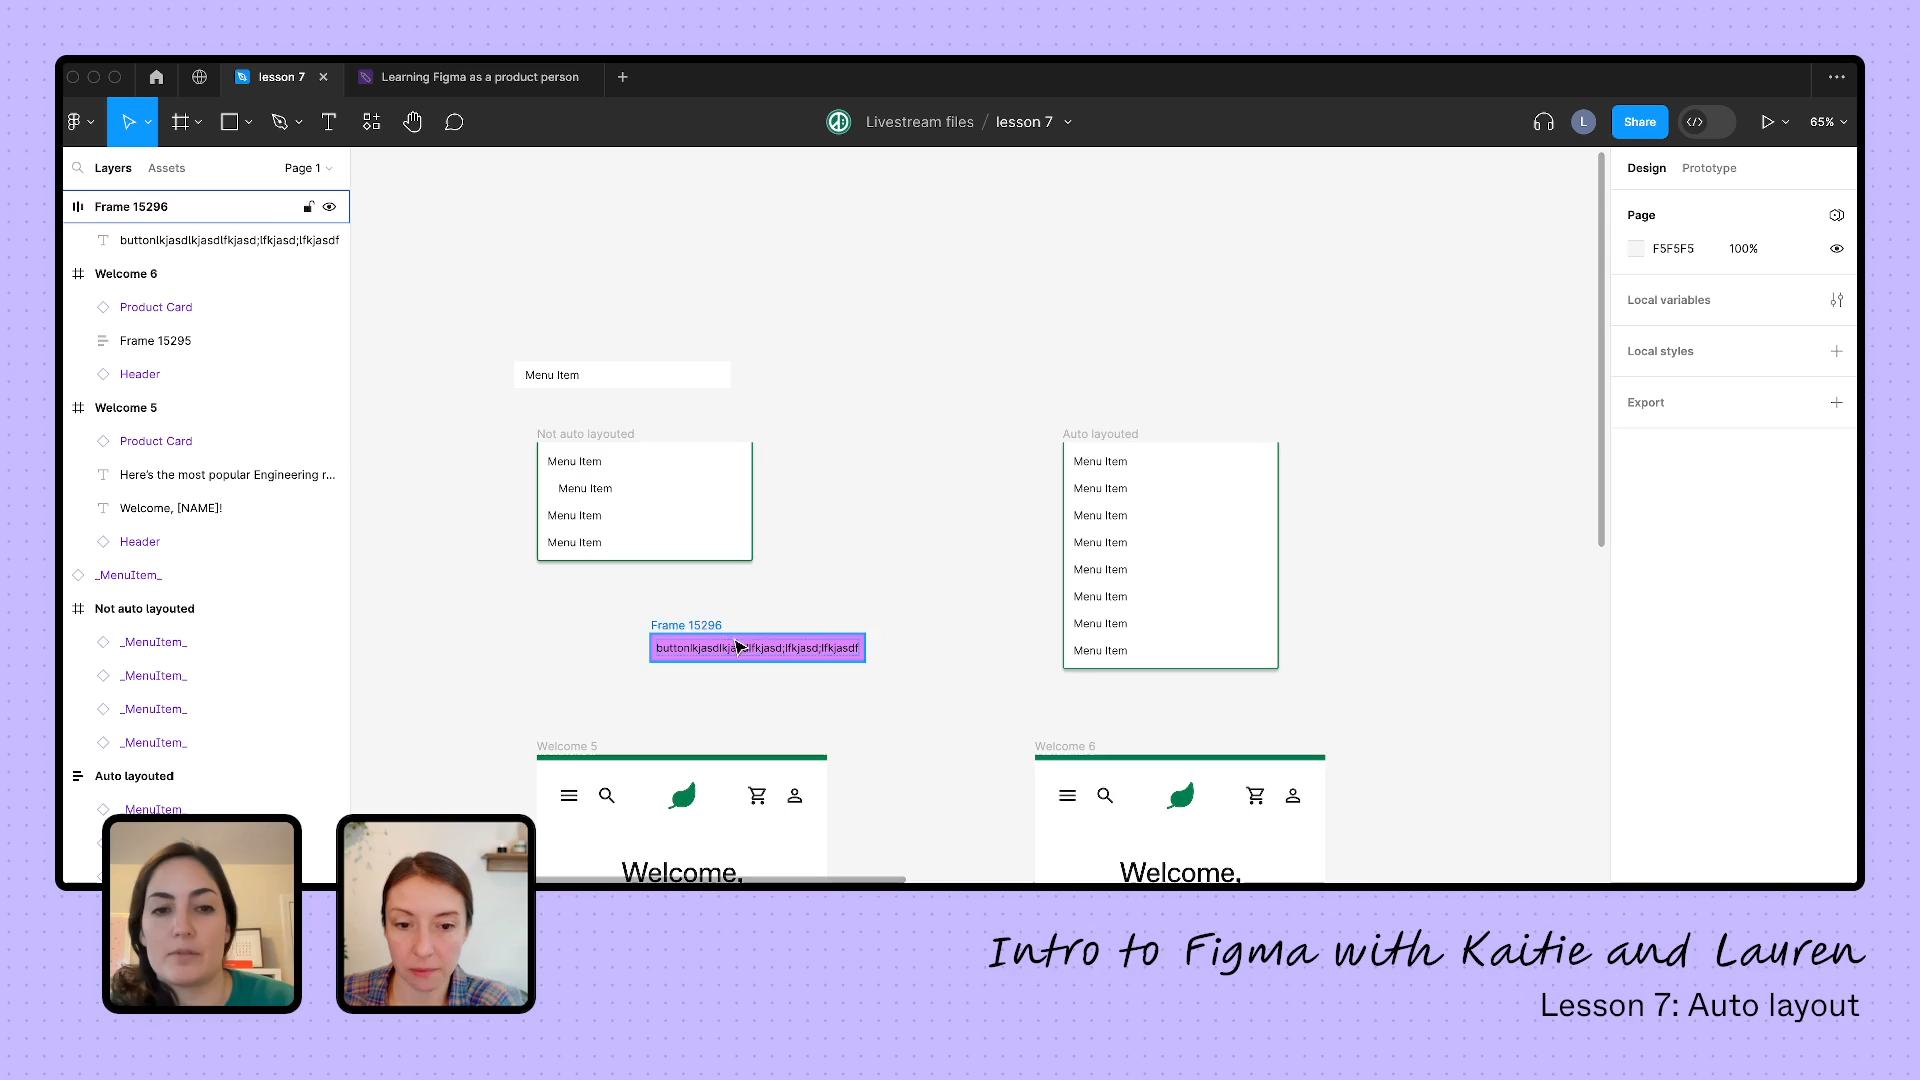 lesson 7
Learning Figma as a product person
Livestream files / lesson 7
L
Share
65%
Layers
Assets
Page 1
Frame 15296
buttonlkjasdlkjasdlfkjasd;lfkjasd;lfkjasdf
Welcome 6
Product Card
Frame 15295
Header
Welcome 5
Product Card
Here's the most popular Engineering r...
Welcome, [NAME]!
Header
_MenuItem_
Not auto layouted
_MenuItem_
_MenuItem_
_MenuItem_
_MenuItem_
Auto layouted
_MenuItem_
Menu Item
Not auto layouted
Menu Item
Menu Item
Menu Item
Menu Item
Auto layouted
Menu Item
Menu Item
Menu Item
Menu Item
Menu Item
Menu Item
Menu Item
Menu Item
Frame 15296
Welcome 5
Welcome,
Welcome 6
Welcome,
Design
Prototype
Page
F5F5F5
100%
Local variables
Local styles
Export
Intro to Figma with Kaitie and Lauren
Lesson 7: Auto layout